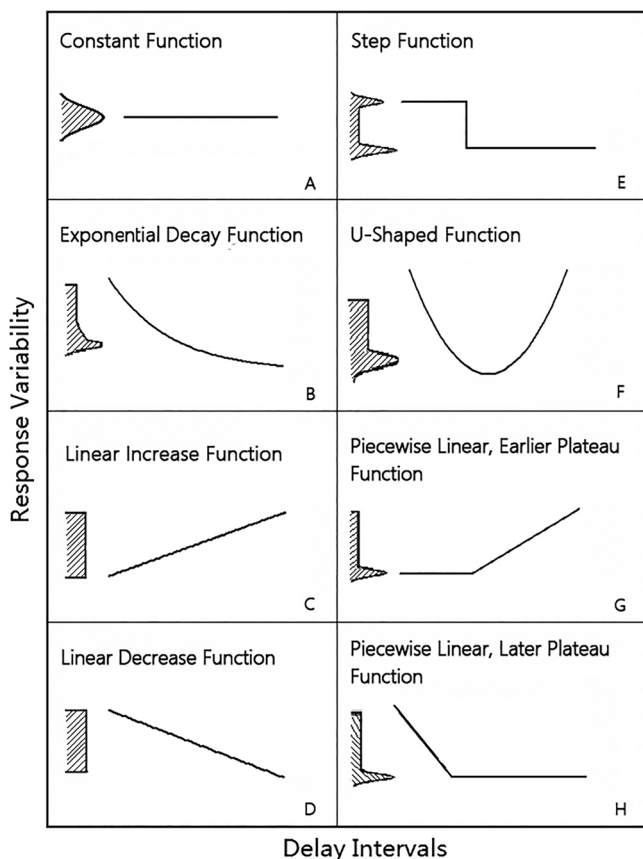 Constant Function
A
Step Function
E
Exponential Decay Function
B
U-Shaped Function
F
Linear Increase Function
C
Piecewise Linear, Earlier Plateau
Function
G
Linear Decrease Function
D
Piecewise Linear, Later Plateau
Function
H
Response Variability
Delay Intervals